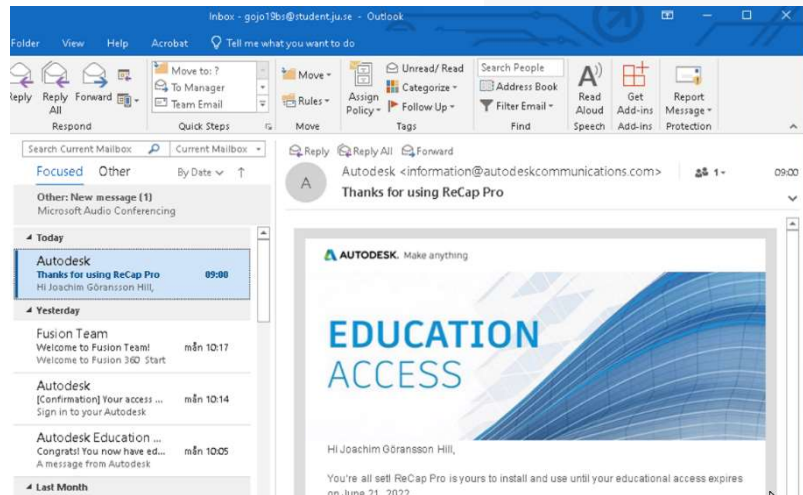 Inbox - gojo19bs@student.ju.se - Outlook
Folder View Help Acrobat Tell me what you want to do
Reply Reply All Forward
Respond
Move to: ?
To Manager
Team Email
Quick Steps
Move
Rules
Move
Assign Policy
Unread/ Read
Categorize
Follow Up
Tags
Search People
Address Book
Filter Email
Find
Read Aloud
Speech
Get Add-ins
Add-ins
Report Message
Protection
Search Current Mailbox Current Mailbox
Focused Other By Date
Other: New message (1)
Microsoft Audio Conferencing
Today
Autodesk
Thanks for using ReCap Pro 09:00
Hi Joachim Göransson Hill,
Yesterday
Fusion Team
Welcome to Fusion Team! mån 10:17
Welcome to Fusion 360 Start
Autodesk
[Confirmation] Your access ... mån 10:14
Sign in to your Autodesk
Autodesk Education ...
Congrats! You now have ed... mån 10:05
A message from Autodesk
Last Month
Reply Reply All Forward
A
Autodesk <information@autodeskcommunications.com> 1 09:00
Thanks for using ReCap Pro
AUTODESK. Make anything
EDUCATION
ACCESS
Hi Joachim Göransson Hill,
You're all set! ReCap Pro is yours to install and use until your educational access expires
on June 21, 2022